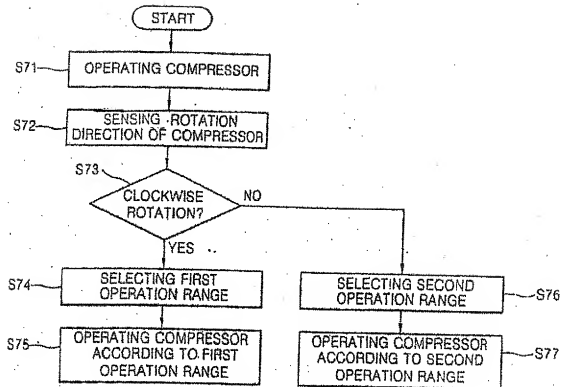 START
S71
OPERATING COMPRESSOR
S72
SENSING ROTATION
DIRECTION OF COMPRESSOR
S73
CLOCKWISE
ROTATION?
NO
YES
S74
SELECTING FIRST
OPERATION RANGE
SELECTING SECOND
OPERATION RANGE
S76
S75
OPERATING COMPRESSOR
ACCORDING TO FIRST
OPERATION RANGE
OPERATING COMPRESSOR
ACCORDING TO SECOND
OPERATION RANGE
S77